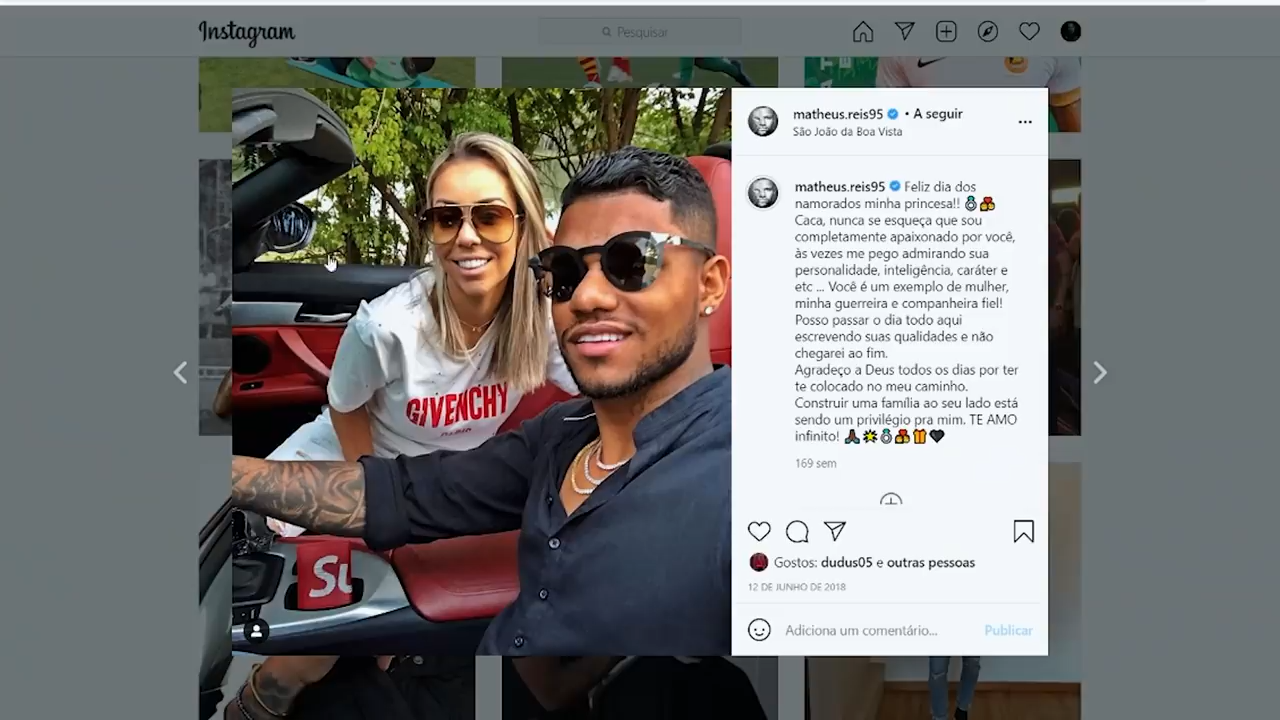 Instagram
Pesquisar
matheus.reis95 • A seguir
São João da Boa Vista
matheus.reis95 Feliz dia dos
namorados minha princesa!! 💍💑
Caca, nunca se esqueça que sou
completamente apaixonado por você,
às vezes me pego admirando sua
personalidade, inteligência, caráter e
etc ... Você é um exemplo de mulher,
minha guerreira e companheira fiel!
Posso passar o dia todo aqui
escrevendo suas qualidades e não
chegarei ao fim.
Agradeço a Deus todos os dias por ter
te colocado no meu caminho.
Construir uma família ao seu lado está
sendo um privilégio pra mim. TE AMO
infinito! 🙏🏿💥💍💑🎁🖤
169 sem
Gostos: dudus05 e outras pessoas
12 DE JUNHO DE 2018
Adiciona um comentário... Publicar
GIVENCHY
PARIS
Su